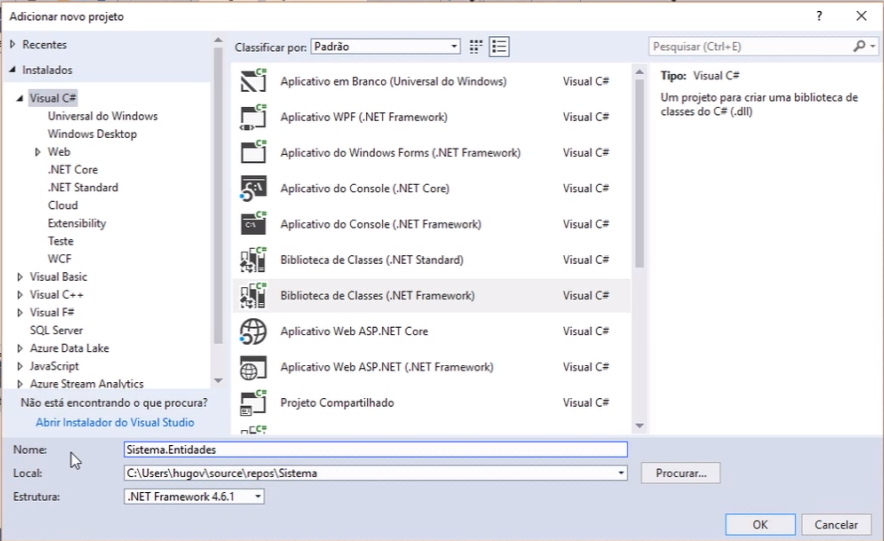 Adicionar novo projeto
?
Recentes
Instalados
Visual C#
Universal do Windows
Windows Desktop
Web
.NET Core
.NET Standard
Cloud
Extensibility
Teste
WCF
Visual Basic
Visual C++
Visual F#
SQL Server
Azure Data Lake
JavaScript
Azure Stream Analytics
Não está encontrando o que procura?
Abrir Instalador do Visual Studio
Classificar por: Padrão
Aplicativo em Branco (Universal do Windows) Visual C#
Aplicativo WPF (.NET Framework) Visual C#
Aplicativo do Windows Forms (.NET Framework) Visual C#
Aplicativo do Console (.NET Core) Visual C#
Aplicativo do Console (.NET Framework) Visual C#
Biblioteca de Classes (.NET Standard) Visual C#
Biblioteca de Classes (.NET Framework) Visual C#
Aplicativo Web ASP.NET Core Visual C#
Aplicativo Web ASP.NET (.NET Framework) Visual C#
Projeto Compartilhado Visual C#
Pesquisar (Ctrl+E)
Tipo: Visual C#
Um projeto para criar uma biblioteca de
classes do C# (.dll)
Nome: Sistema.Entidades
Local: C:\Users\hugov\source\repos\Sistema Procurar...
Estrutura: .NET Framework 4.6.1
OK Cancelar